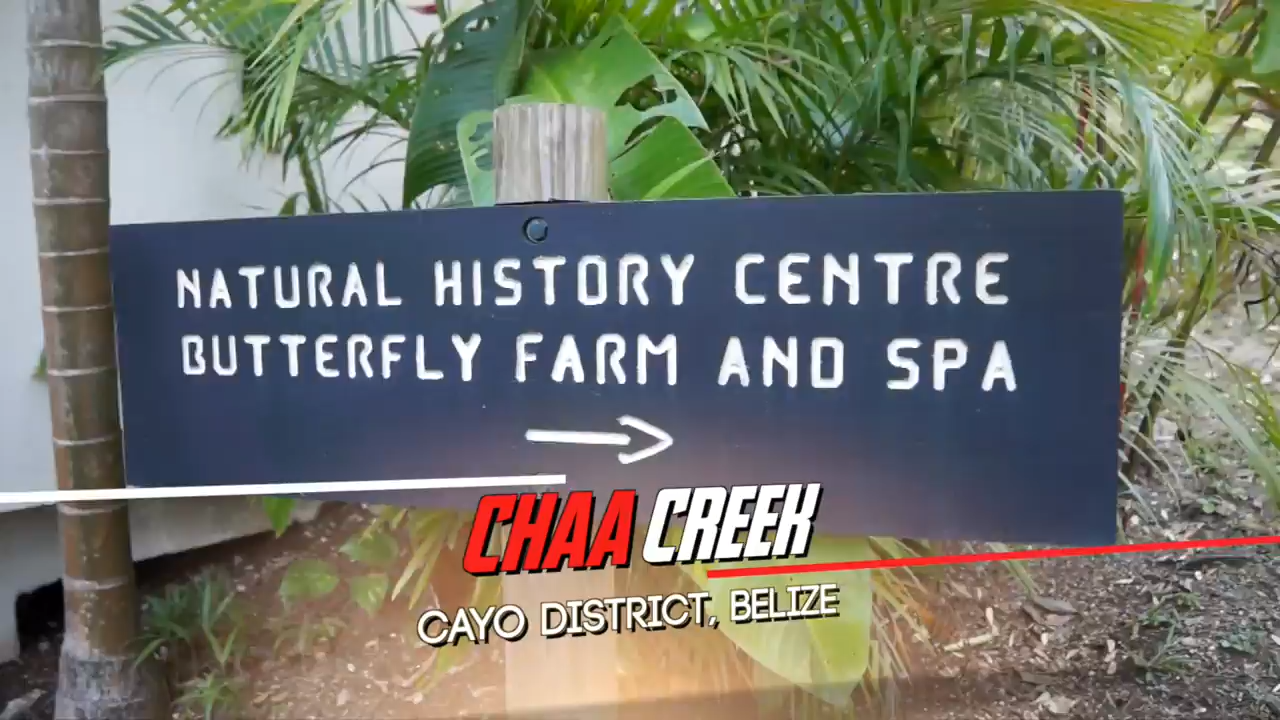 NATURAL HISTORY CENTRE
BUTTERFLY FARM AND SPA
CHAA CREEK
CAYO DISTRICT, BELIZE